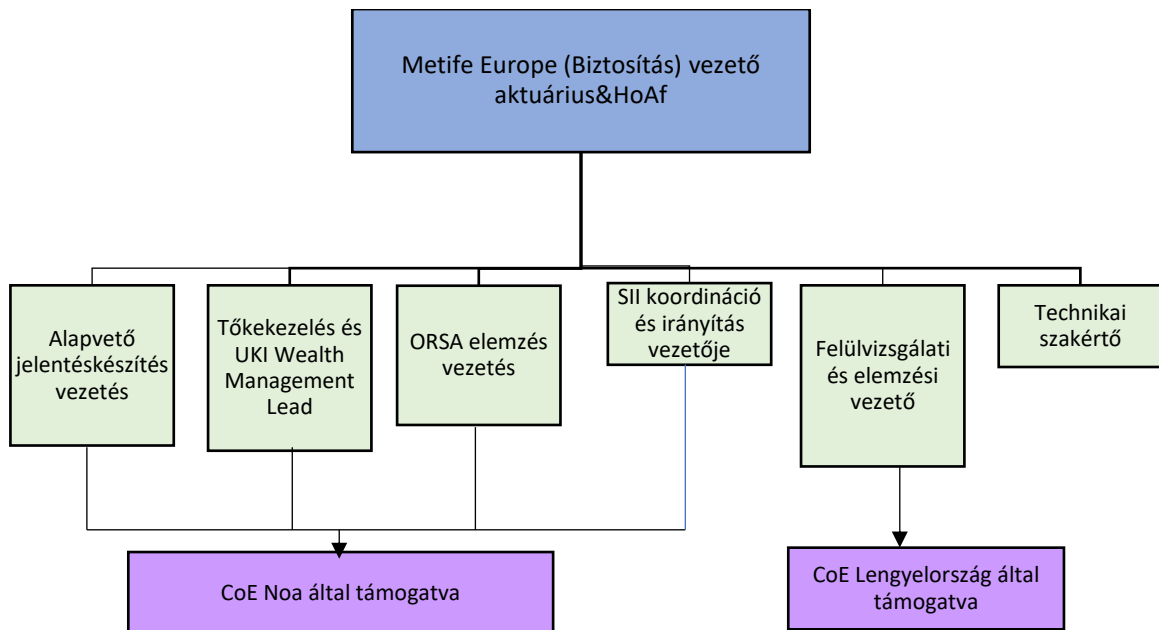 Metife Europe (Biztosítás) vezető
aktuárius&HoAf
Alapvető
jelentéskészítés
vezetés
Tőkekezelés és
UKI Wealth
Management
Lead
ORSA elemzés
vezetés
SII koordináció
és irányítás
vezetője
Felülvizsgálati
és elemzési
vezető
Technikai
szakértő
CoE Noa által támogatva
CoE Lengyelország által
támogatva